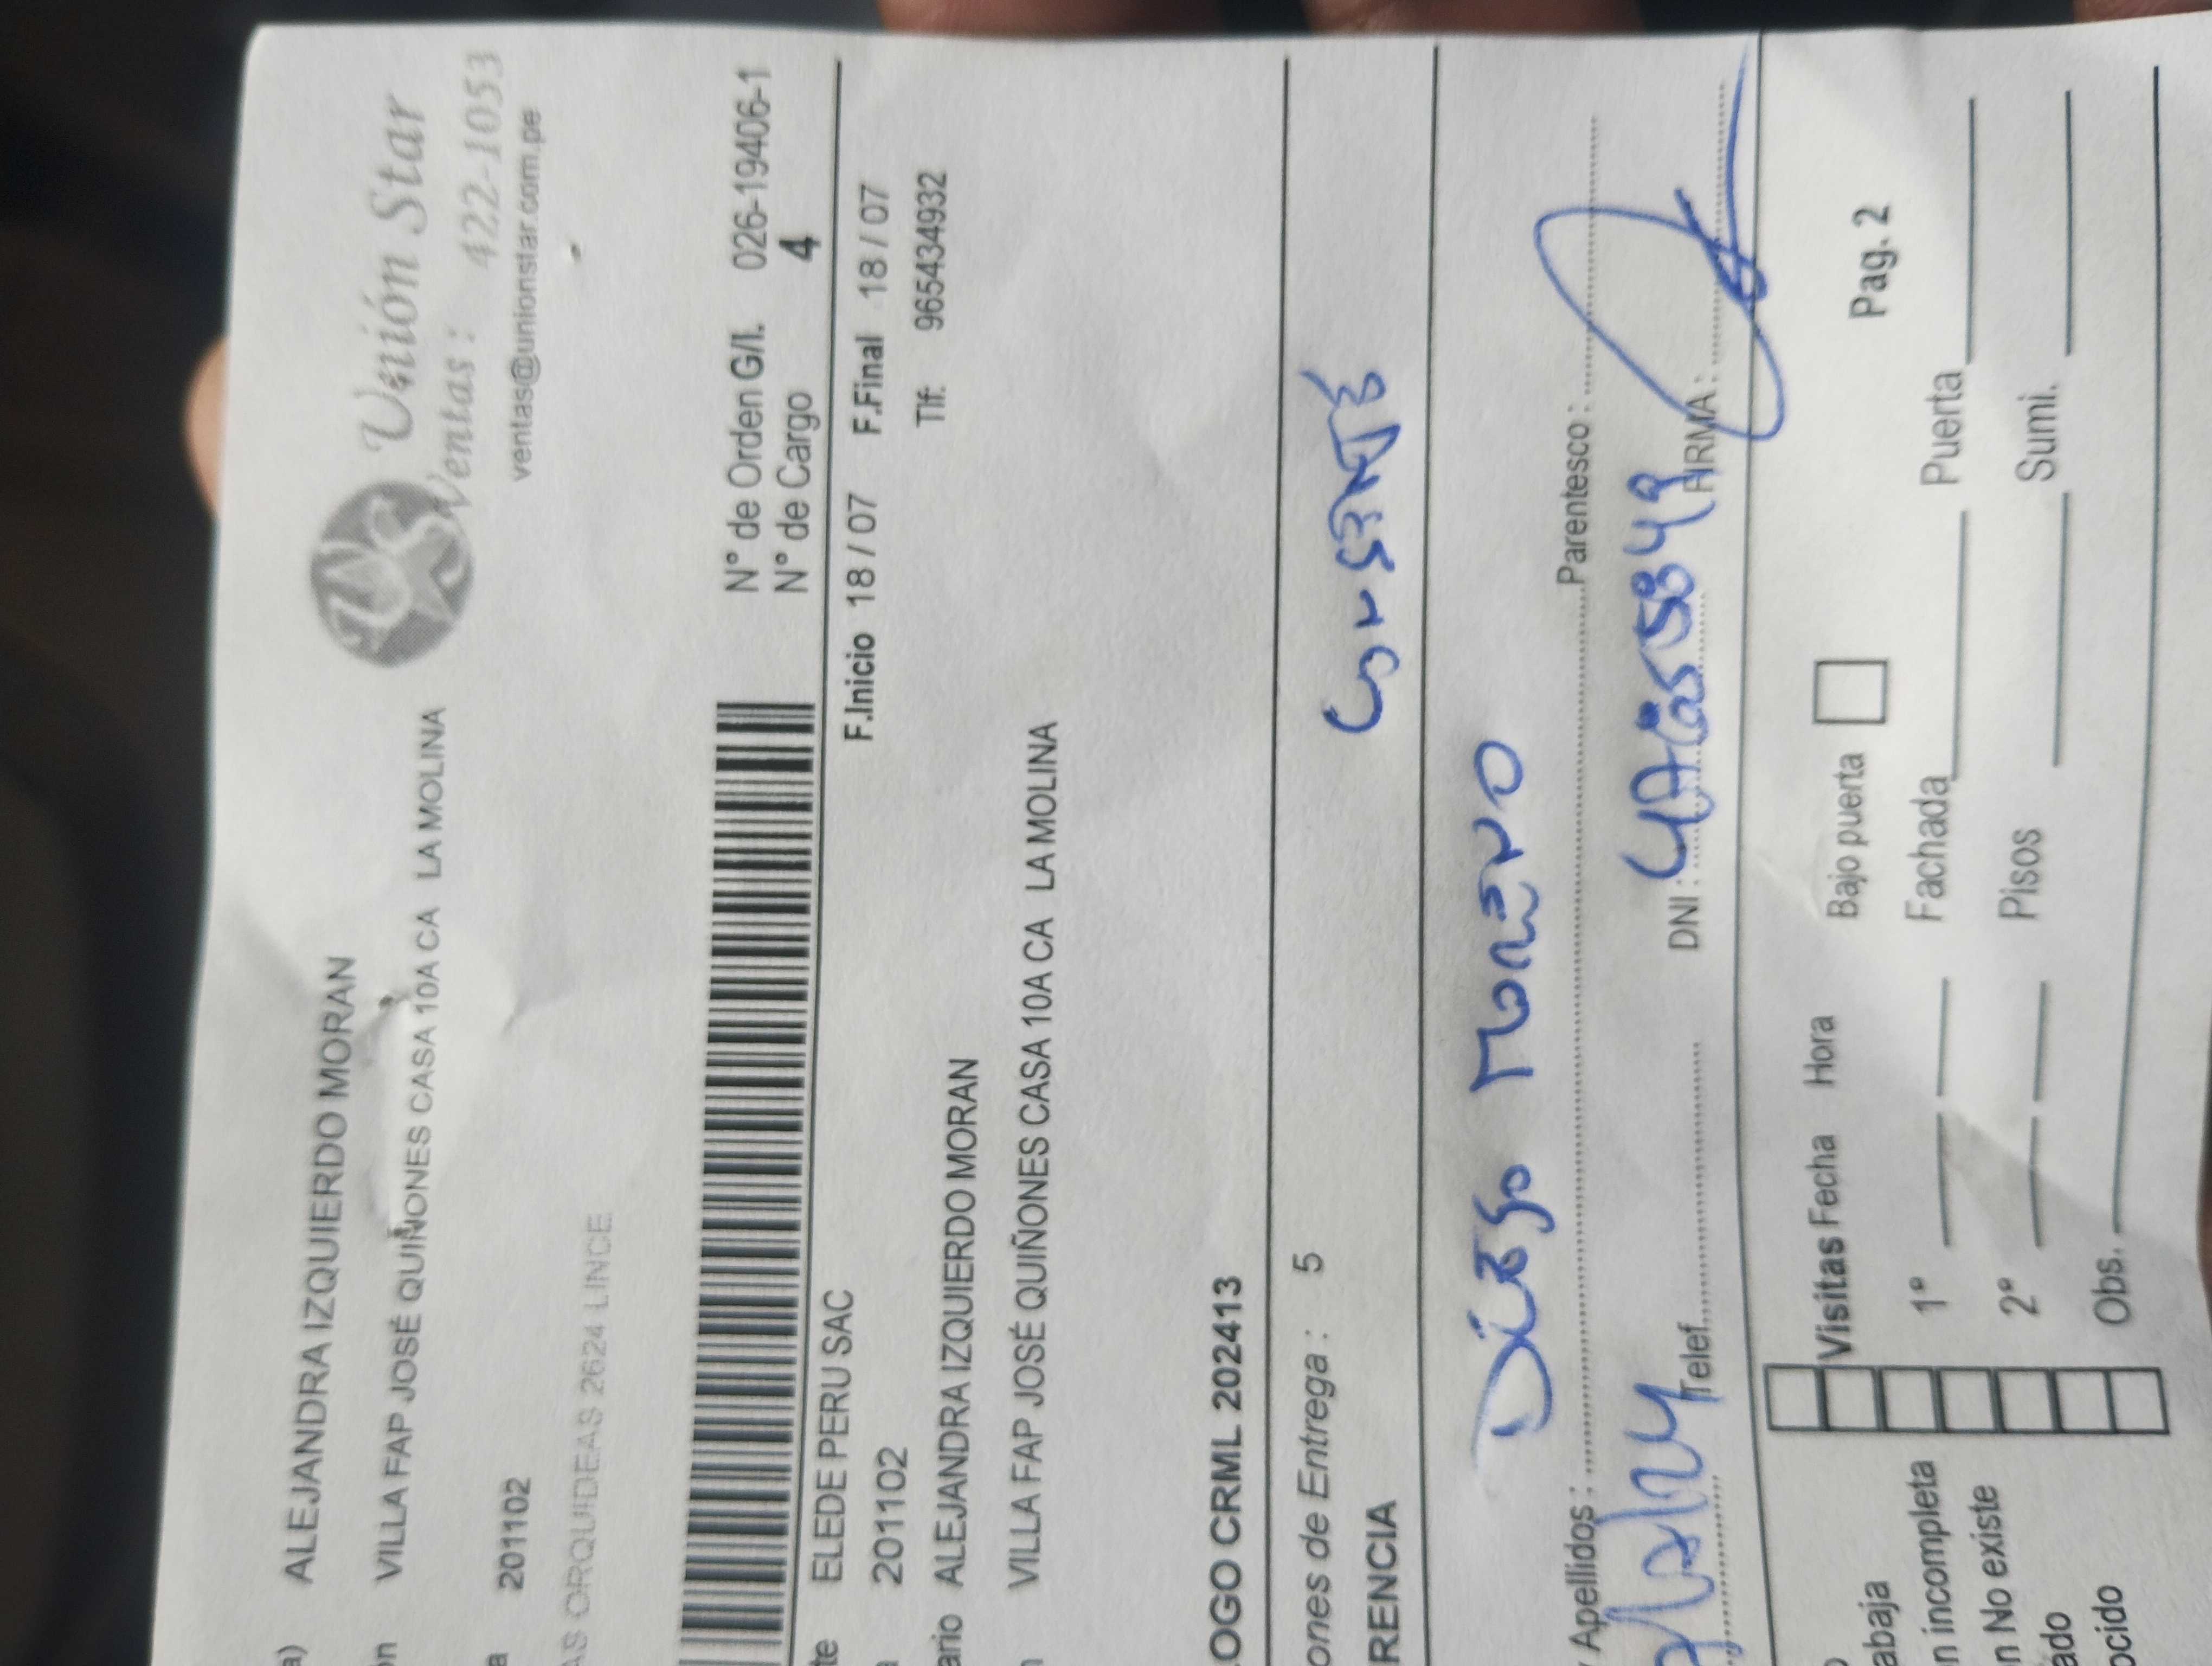 a) ALEJANDRA IZQUIERDO MORAN
ón VILLA FAP JOSÉ QUIÑONES CASA 10A CA LA MOLINA
a 201102
AS ORQUIDEAS 2624 LINCE
Unión Star
Ventas: 422-1053
ventas@unionstar.com.pe
N° de Orden G/I. 026-19406-1
N° de Cargo 4
te ELEDE PERU SAC F.Inicio 18/07 F.Final 18/07
a 201102 Tlf: 965434932
ario ALEJANDRA IZQUIERDO MORAN
VILLA FAP JOSÉ QUIÑONES CASA 10A CA LA MOLINA
OGO CRML 202413
ones de Entrega : 5
RENCIA
Diego Moreno
Apellidos : Parentesco :
Telef. DNI : FIRMA :
Visitas Fecha Hora Bajo puerta Pag. 2
1° Fachada Puerta
2° Pisos Sumi.
Obs.
abaja
n incompleta
n No existe
ado
ocido